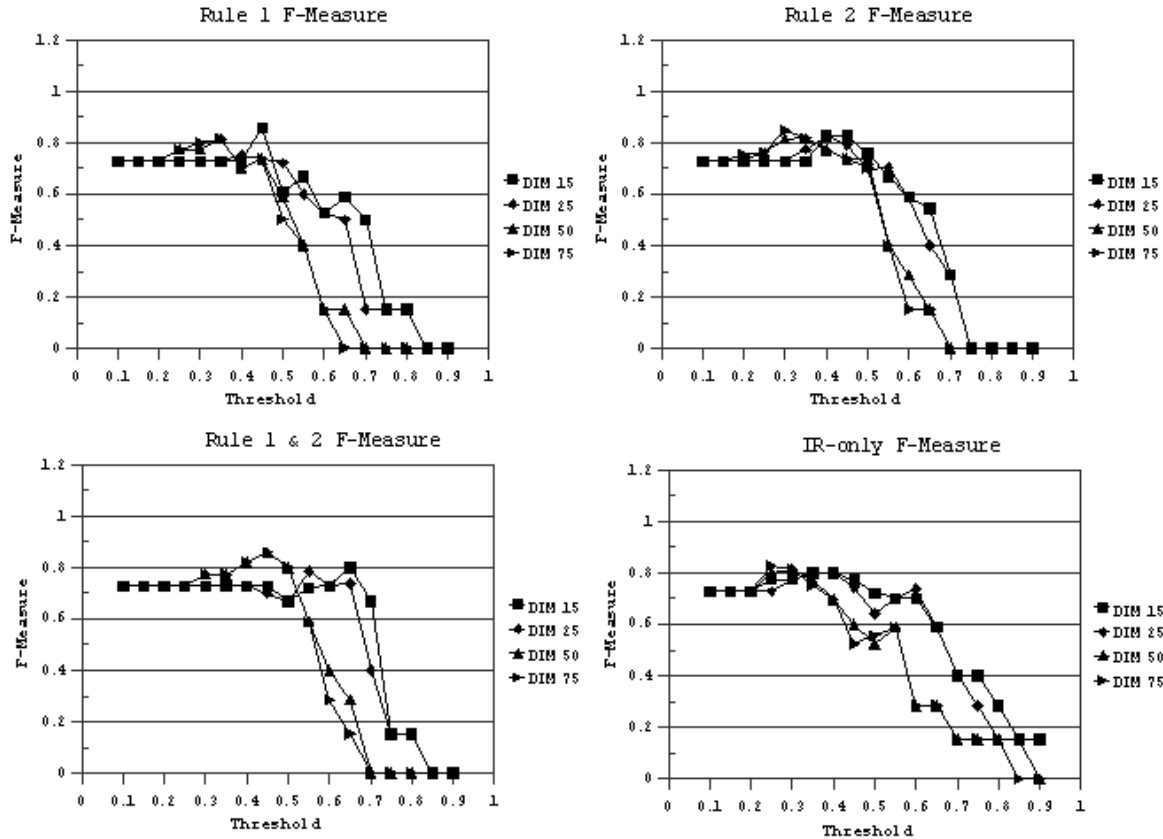 Rule 1 F-Measure
1.2
1
0.8
0.6
0.4
0.2
0
F-Measure
0 0.1 0.2 0.3 0.4 0.5 0.6 0.7 0.8 0.9 1
Threshold
DIM 15
DIM 25
DIM 50
DIM 75
Rule 2 F-Measure
1.2
1
0.8
0.6
0.4
0.2
0
F-Measure
0 0.1 0.2 0.3 0.4 0.5 0.6 0.7 0.8 0.9 1
Threshold
DIM 15
DIM 25
DIM 50
DIM 75
Rule 1 & 2 F-Measure
1.2
1
0.8
0.6
0.4
0.2
0
F-Measure
0 0.1 0.2 0.3 0.4 0.5 0.6 0.7 0.8 0.9 1
Threshold
DIM 15
DIM 25
DIM 50
DIM 75
IR-only F-Measure
1.2
1
0.8
0.6
0.4
0.2
0
F-Measure
0 0.1 0.2 0.3 0.4 0.5 0.6 0.7 0.8 0.9 1
Threshold
DIM 15
DIM 25
DIM 50
DIM 75